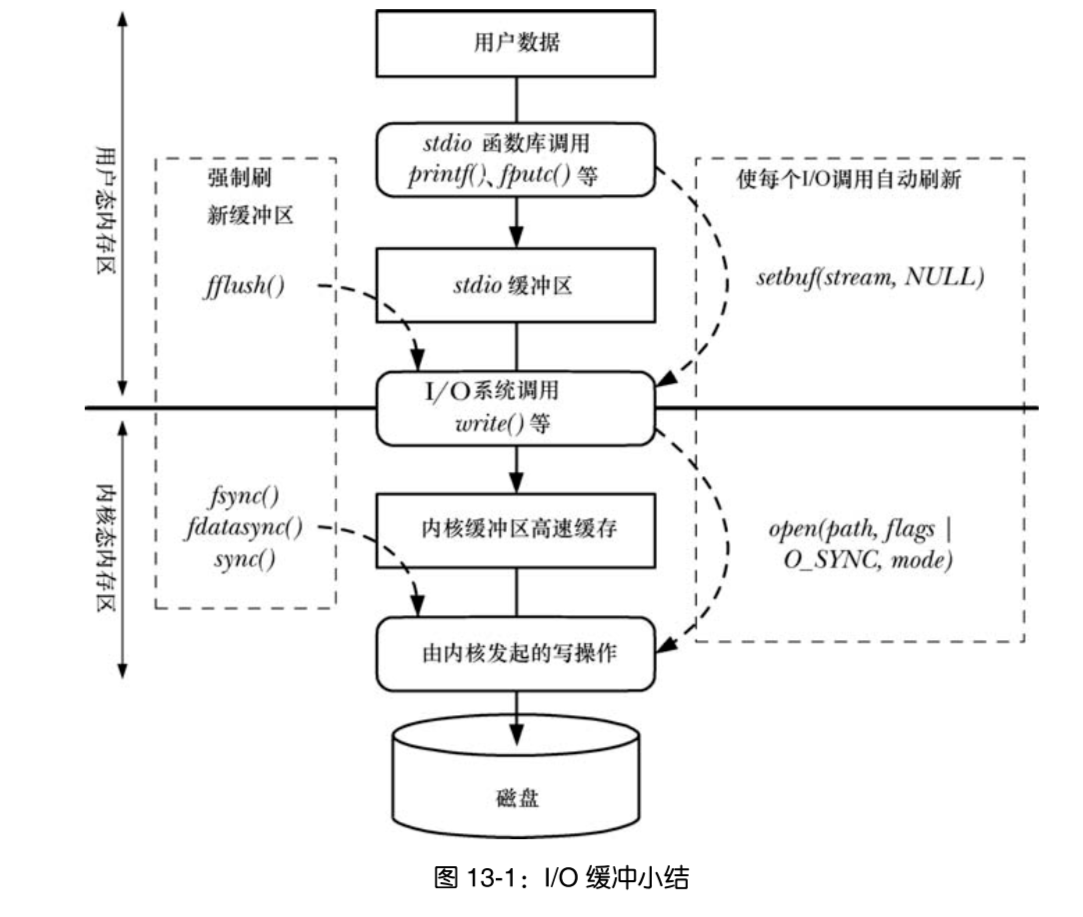 用户数据
stdio 函数库调用
printf()、fputc() 等
用户态内存区
强制刷
新缓冲区
fflush()
使每个I/O调用自动刷新
setbuf(stream, NULL)
stdio 缓冲区
I/O系统调用
write() 等
内核态内存区
fsync()
fdatasync()
sync()
内核缓冲区高速缓存
open(path, flags |
O_SYNC, mode)
由内核发起的写操作
磁盘
图 13-1：I/O 缓冲小结